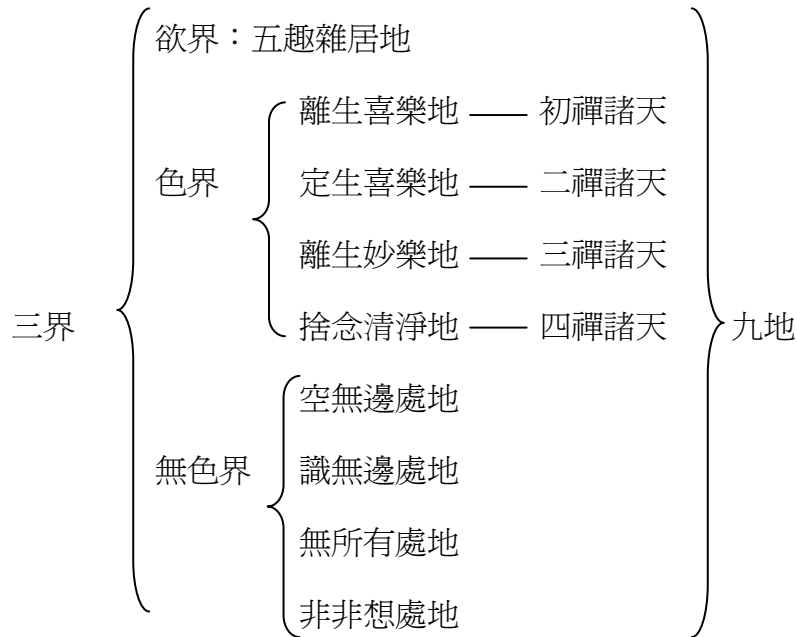 欲界：五趣雜居地
離生喜樂地 —— 初禪諸天
色界 定生喜樂地 —— 二禪諸天
離生妙樂地 —— 三禪諸天
三界 捨念清淨地 —— 四禪諸天 九地
空無邊處地
無色界 識無邊處地
無所有處地
非非想處地